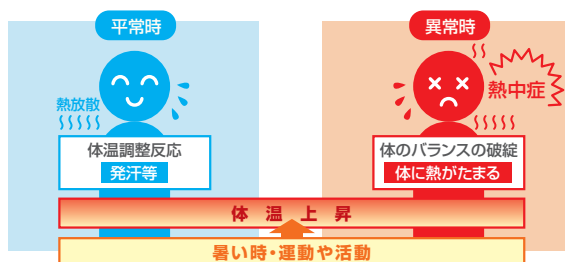 平常時
異常時
熱中症
熱放散
体温調整反応
発汗等
体のバランスの破綻
体に熱がたまる
体温上昇
暑い時・運動や活動